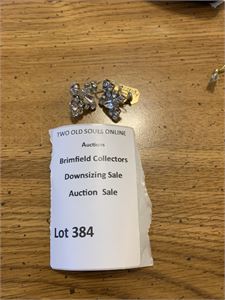 TWO OLD SOULS ONLINE
Auctions
Brimfield Collectors
Downsizing Sale
Auction Sale
Lot 384